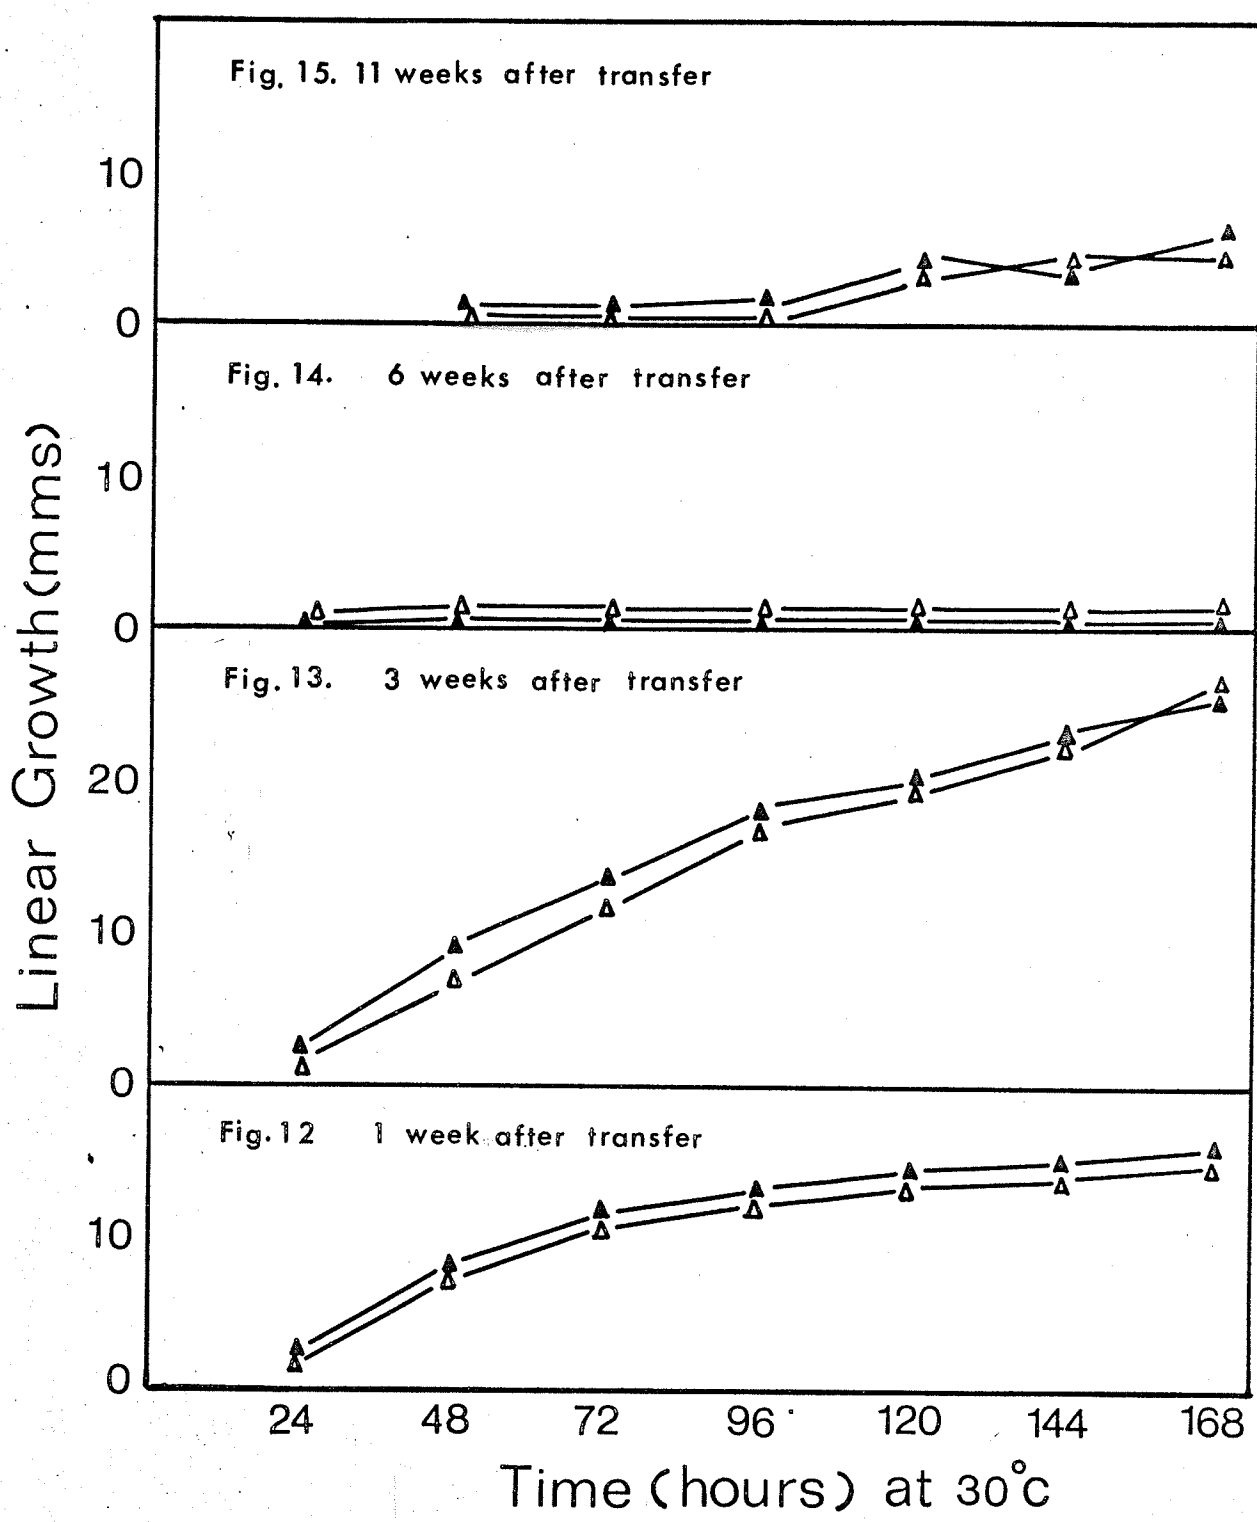 Fig. 15. 11 weeks after transfer
10
0
Fig. 14. 6 weeks after transfer
10
0
Fig. 13. 3 weeks after transfer
20
10
0
Fig. 12 1 week after transfer
10
0
Linear Growth (mms)
24 48 72 96 120 144 168
Time (hours) at 30°c